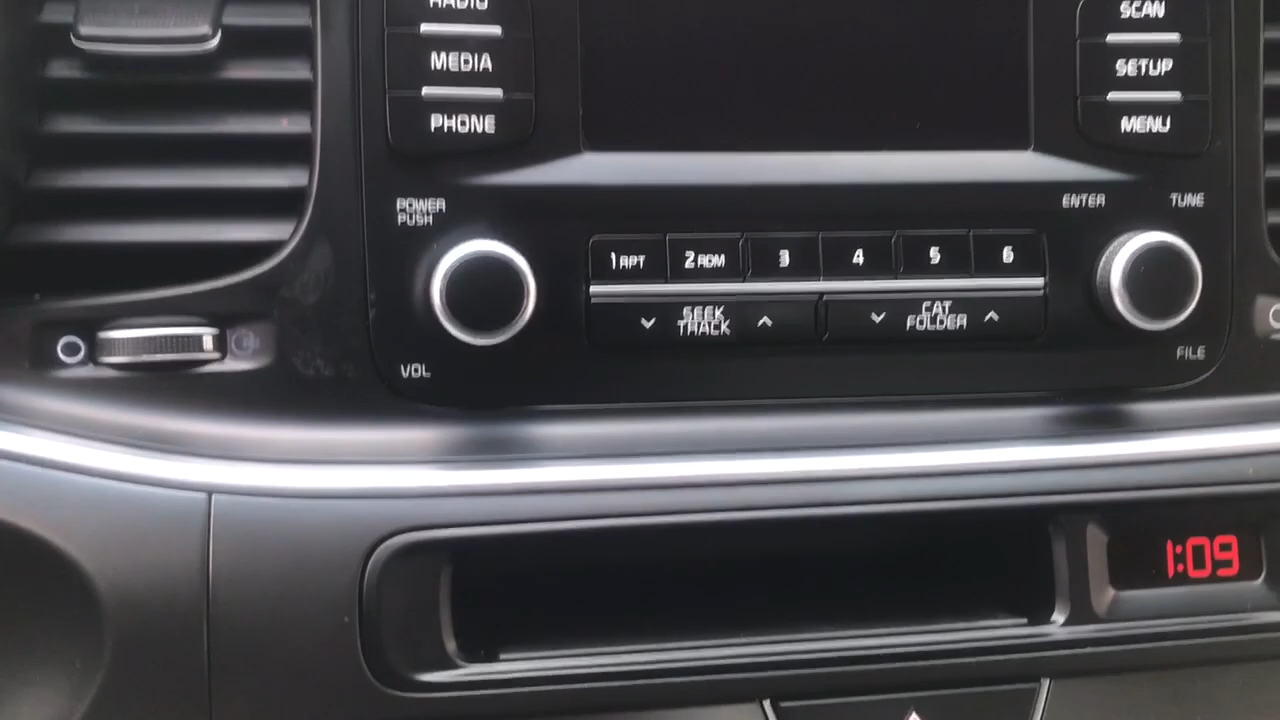 RADIO
MEDIA
PHONE
SCAN
SETUP
MENU
POWER
PUSH
VOL
1 RPT
2 RDM
3
4
5
6
SEEK
TRACK
CAT
FOLDER
ENTER
TUNE
FILE
1:09